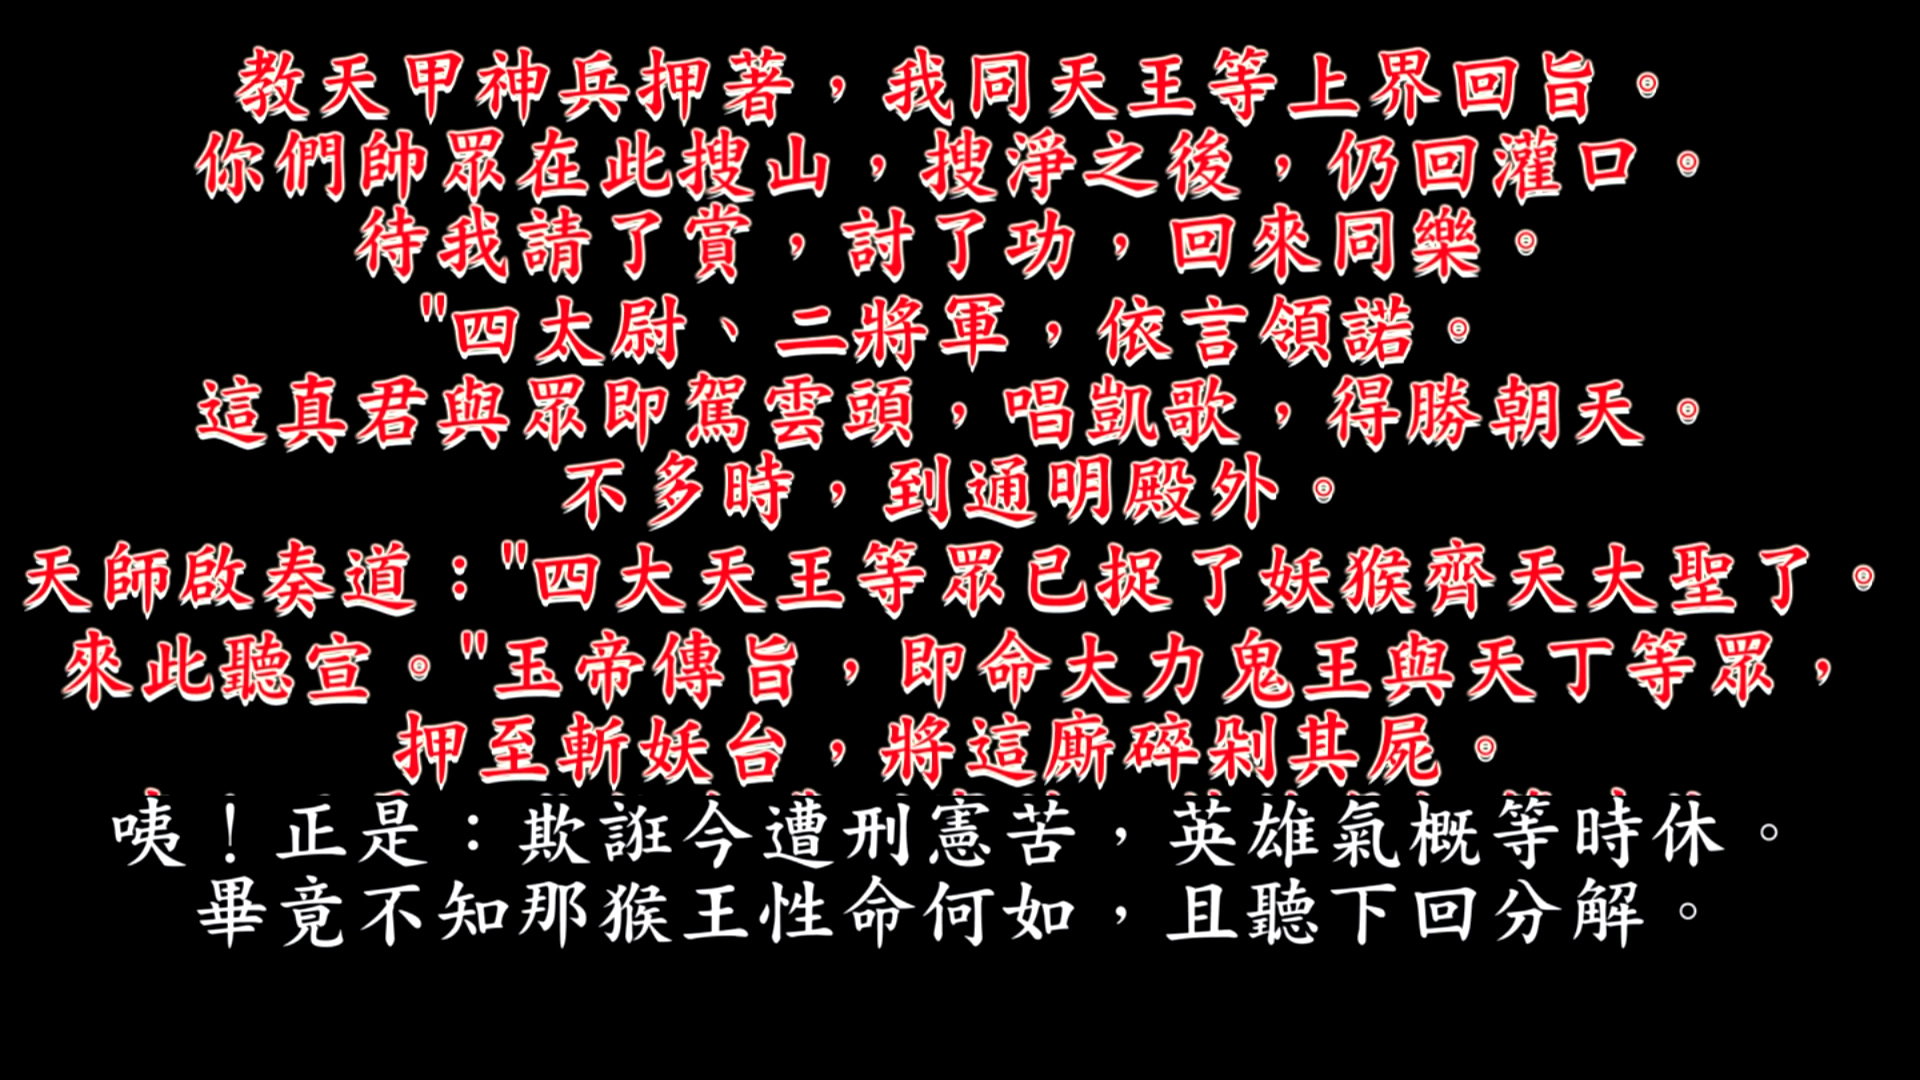 教天甲神兵押著，我同天王等上界回旨。
你們帥眾在此搜山，搜淨之後，仍回灌口。
待我請了賞，討了功，回來同樂。
"四太尉、二將軍，依言領諾。
這真君與眾即駕雲頭，唱凱歌，得勝朝天。
不多時，到通明殿外。
天師啟奏道："四大天王等眾已捉了妖猴齊天大聖了。
來此聽宣。"玉帝傳旨，即命大力鬼王與天丁等眾，
押至斬妖台，將這廝碎剁其屍。
咦！正是：欺誑今遭刑憲苦，英雄氣概等時休。
畢竟不知那猴王性命何如，且聽下回分解。